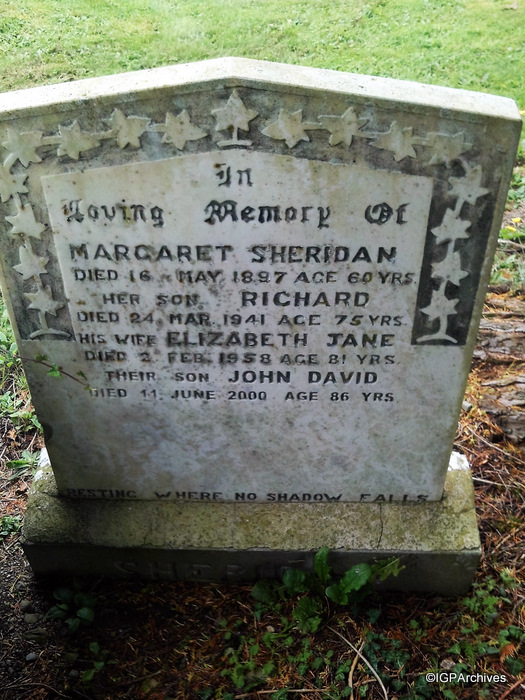 In
Loving Memory Of
MARGARET SHERIDAN
DIED 16 MAY 1897 AGE 60 YRS.
HER SON RICHARD
DIED 24 MAR 1941 AGE 75 YRS.
HIS WIFE ELIZABETH JANE
DIED 2 FEB. 1958 AGE 81 YRS.
THEIR SON JOHN DAVID
DIED 11 JUNE 2000 AGE 86 YRS
RESTING WHERE NO SHADOW FALLS
©IGPArchives